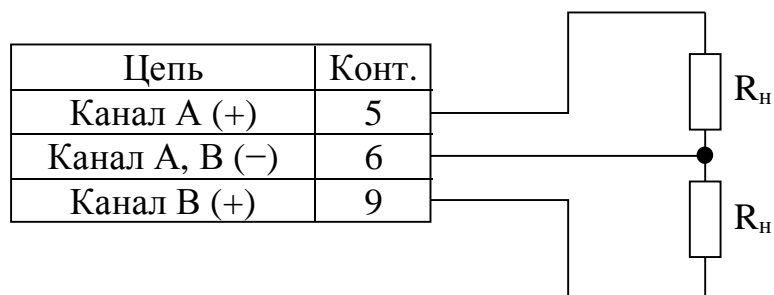 Цепь Конт.
Канал А (+) 5
Rн
Канал А, В (−) 6
Канал В (+) 9
Rн